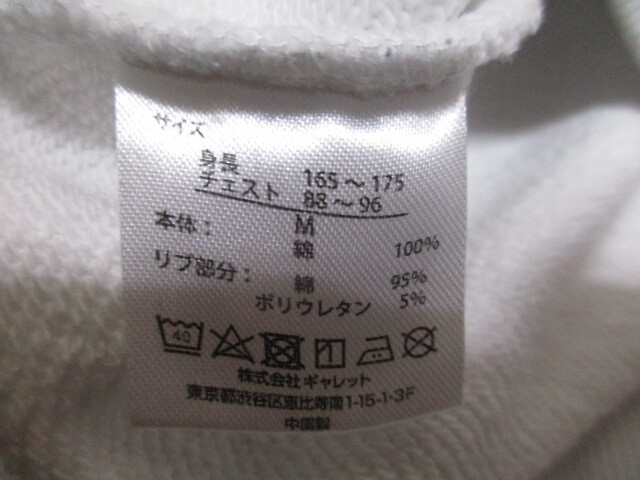 サイズ
身長 165～175
チェスト 88～96
M
本体： 綿 100%
リブ部分： 綿 95%
ポリウレタン 5%
40
株式会社ギャレット
東京都渋谷区恵比寿南1-15-1-3F
中国製